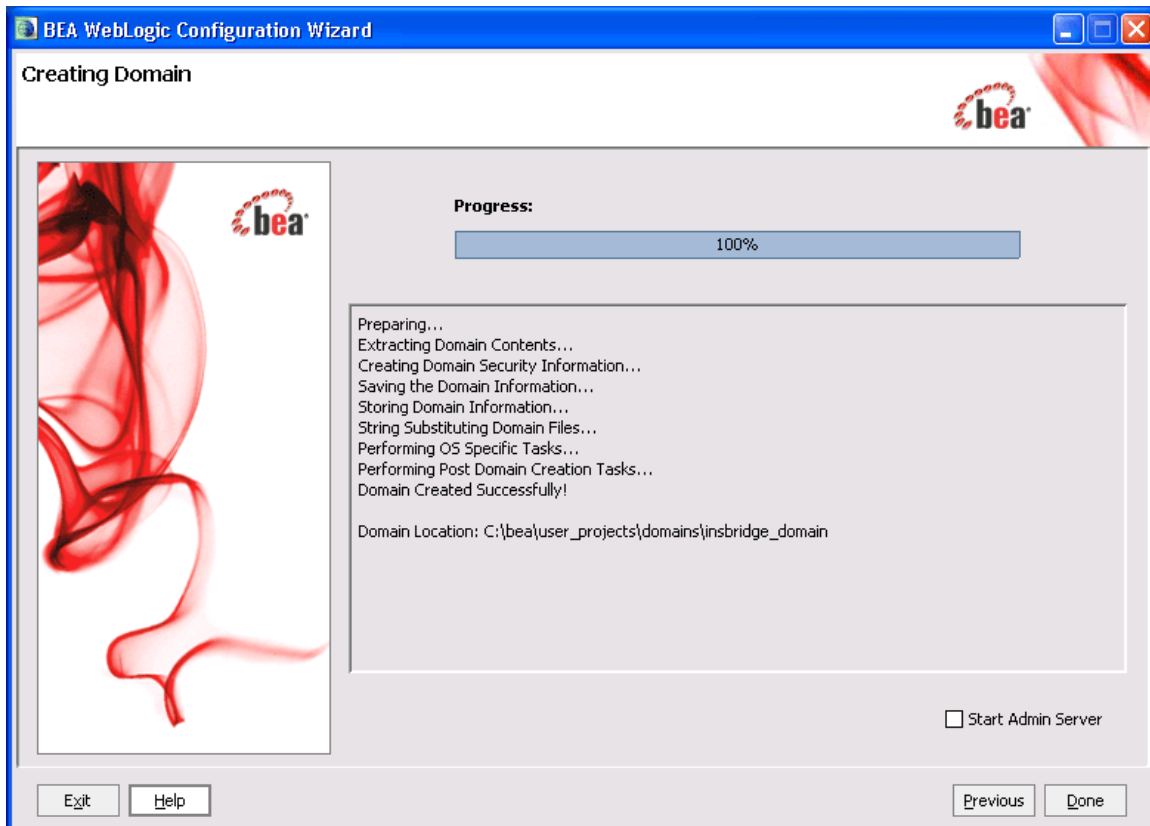 BEA WebLogic Configuration Wizard
Creating Domain
bea
bea
Progress:
100%
Preparing...
Extracting Domain Contents...
Creating Domain Security Information...
Saving the Domain Information...
Storing Domain Information...
String Substituting Domain Files...
Performing OS Specific Tasks...
Performing Post Domain Creation Tasks...
Domain Created Successfully!
Domain Location: C:\bea\user_projects\domains\insbridge_domain
Start Admin Server
Exit Help Previous Done